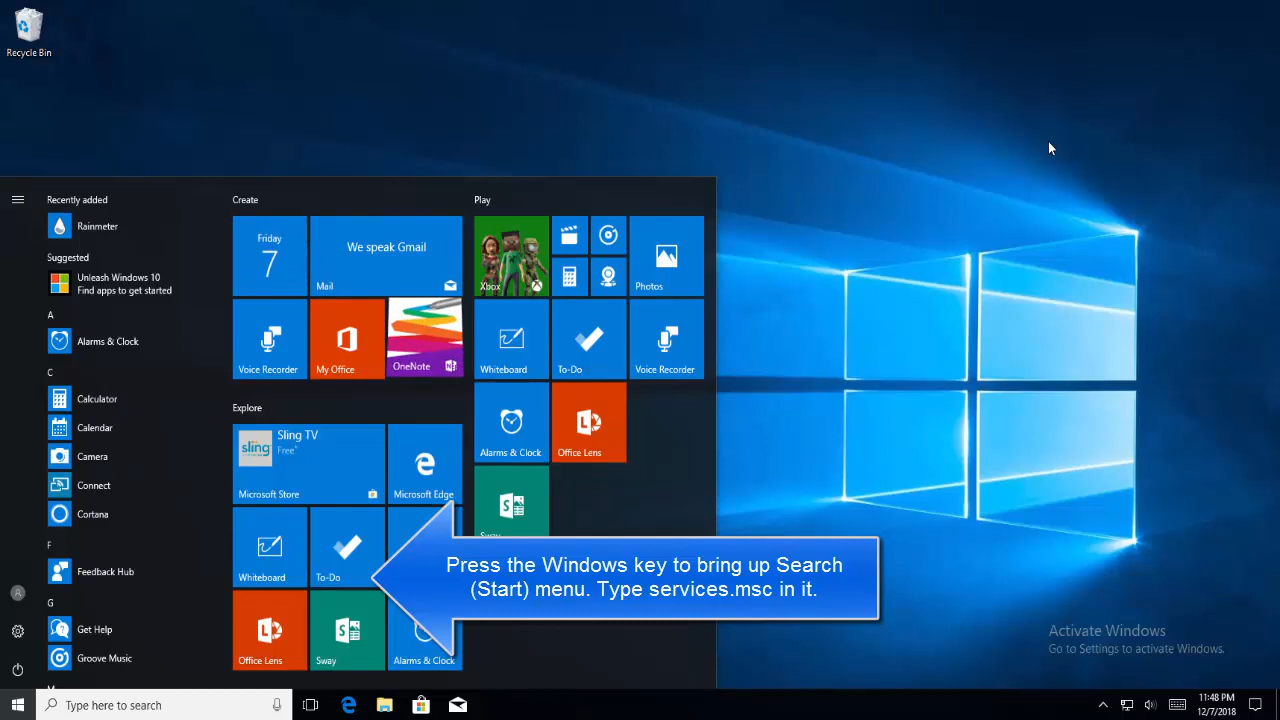 Recycle Bin
Recently added
Rainmeter
Suggested
Unleash Windows 10
Find apps to get started
A
Alarms & Clock
C
Calculator
Calendar
Camera
Connect
Cortana
F
Feedback Hub
G
Get Help
Groove Music
Create
Friday
7
We speak Gmail
Mail
Voice Recorder
My Office
OneNote
Explore
Sling TV
Free*
sling
Microsoft Store
Microsoft Edge
Whiteboard
To-Do
Office Lens
Sway
Alarms & Clock
Play
Xbox
Photos
Whiteboard
To-Do
Voice Recorder
Alarms & Clock
Office Lens
Press the Windows key to bring up Search
(Start) menu. Type services.msc in it.
Activate Windows
Go to Settings to activate Windows.
Type here to search
11:48 PM
12/7/2018